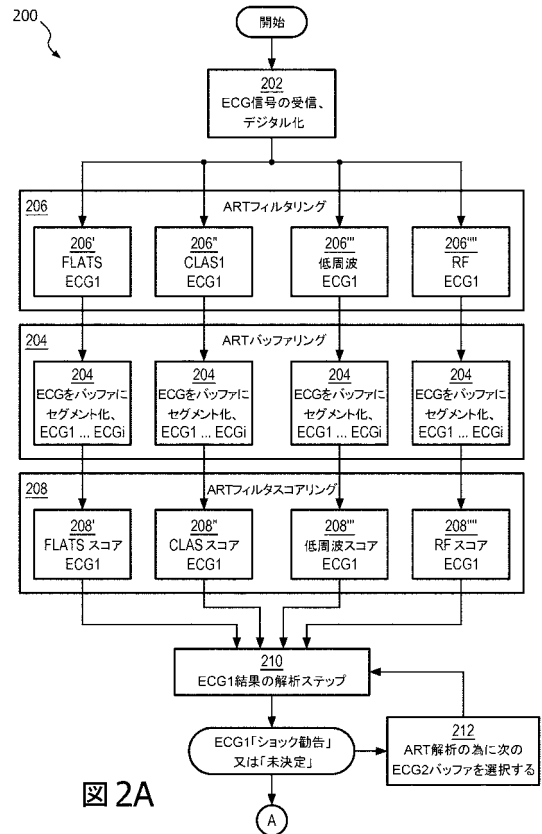 200
開始
202
ECG信号の受信、
デジタル化
206
ARTフィルタリング
206'
FLATS
ECG1
206"
CLAS1
ECG1
206'"
低周波
ECG1
206""
RF
ECG1
204
ARTバッファリング
204
ECGをバッファに
セグメント化、
ECG1 ... ECGi
204
ECGをバッファに
セグメント化、
ECG1 ... ECGi
204
ECGをバッファに
セグメント化、
ECG1 ... ECGi
204
ECGをバッファに
セグメント化、
ECG1 ... ECGi
208
ARTフィルタスコアリング
208'
FLATS スコア
ECG1
208"
CLAS スコア
ECG1
208'"
低周波スコア
ECG1
208""
RF スコア
ECG1
210
ECG1結果の解析ステップ
ECG1「ショック勧告」
又は「未決定」
212
ART解析の為に次の
ECG2バッファを選択する
図 2A
A